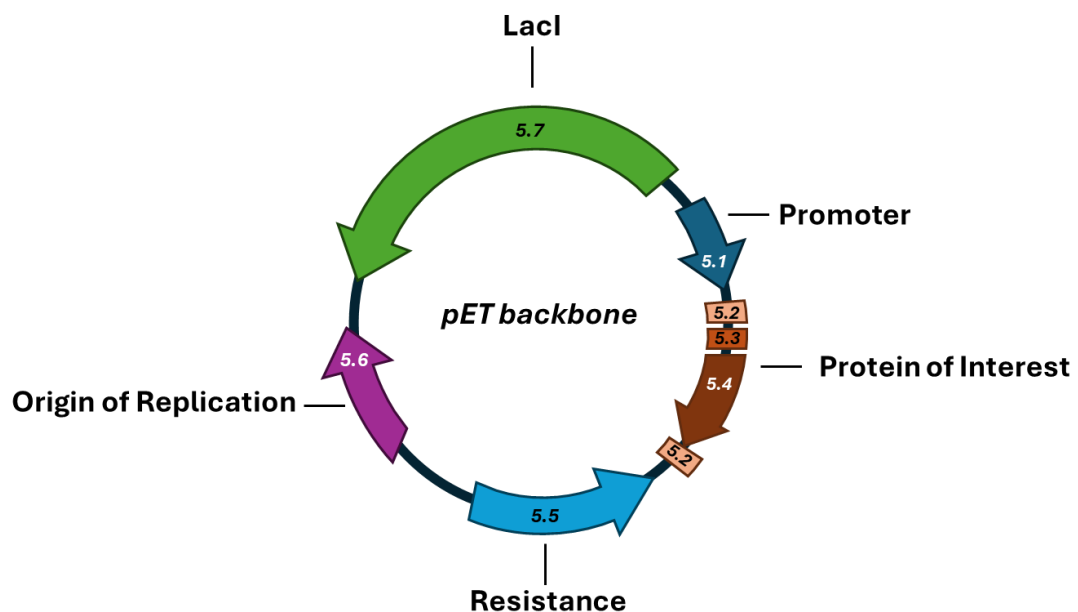 LacI
5.7
Promoter
5.1
pET backbone
5.2
5.3
5.6
Protein of Interest
5.4
Origin of Replication
5.2
5.5
Resistance